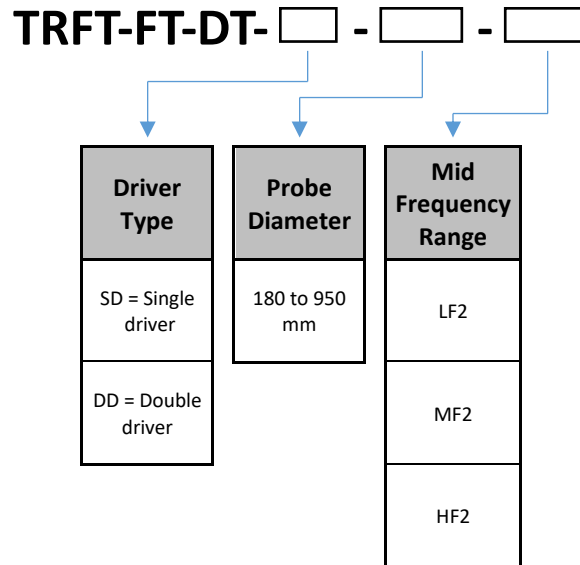 TRFT-FT-DT- - -
Driver
Type
SD = Single
driver
DD = Double
driver
Probe
Diameter
180 to 950
mm
Mid
Frequency
Range
LF2
MF2
HF2